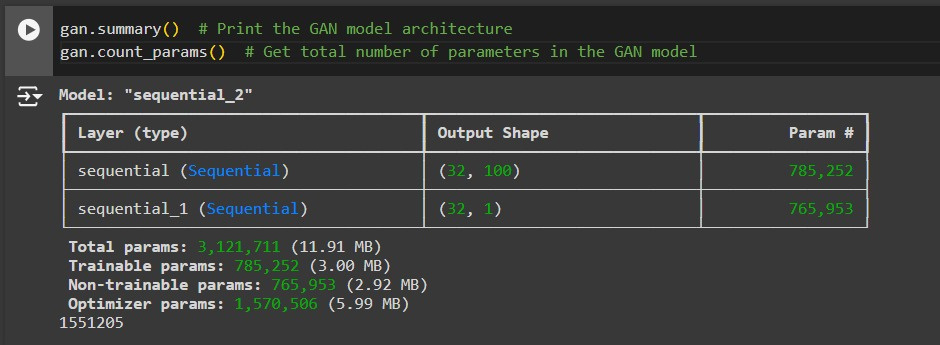 gan.summary()  # Print the GAN model architecture
gan.count_params()  # Get total number of parameters in the GAN model
Model: "sequential_2"
Layer (type) Output Shape Param #
sequential (Sequential) (32, 100) 785,252
sequential_1 (Sequential) (32, 1) 765,953
Total params: 3,121,711 (11.91 MB)
Trainable params: 785,252 (3.00 MB)
Non-trainable params: 765,953 (2.92 MB)
Optimizer params: 1,570,506 (5.99 MB)
1551205